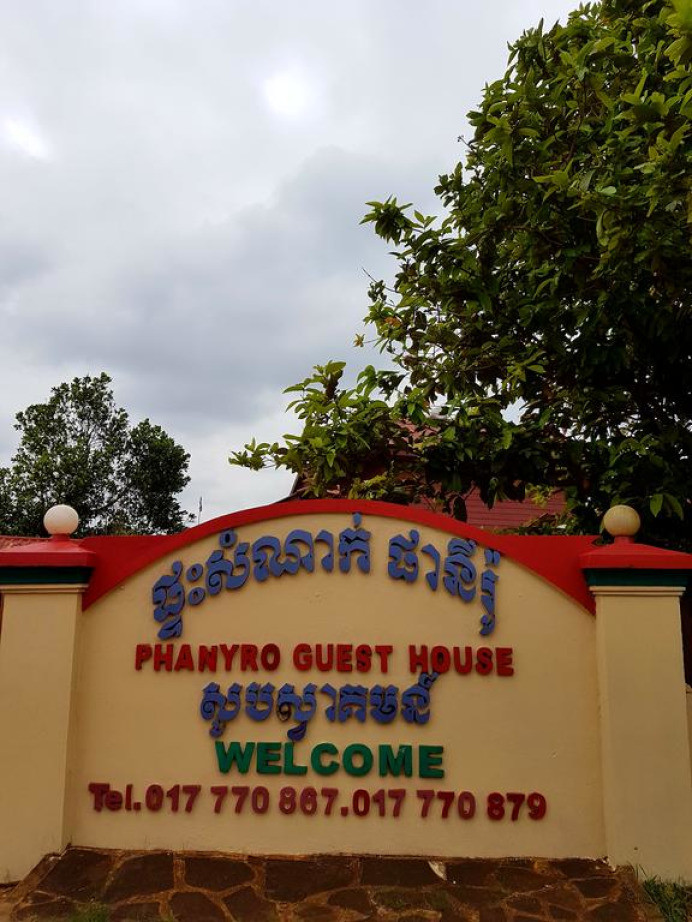 ផ្ទះសំណាក់ ផានីរ៉ូ
PHANYRO GUEST HOUSE
សូបស្វាគមន៍
WELCOME
Tel.017 770 867.017 770 879